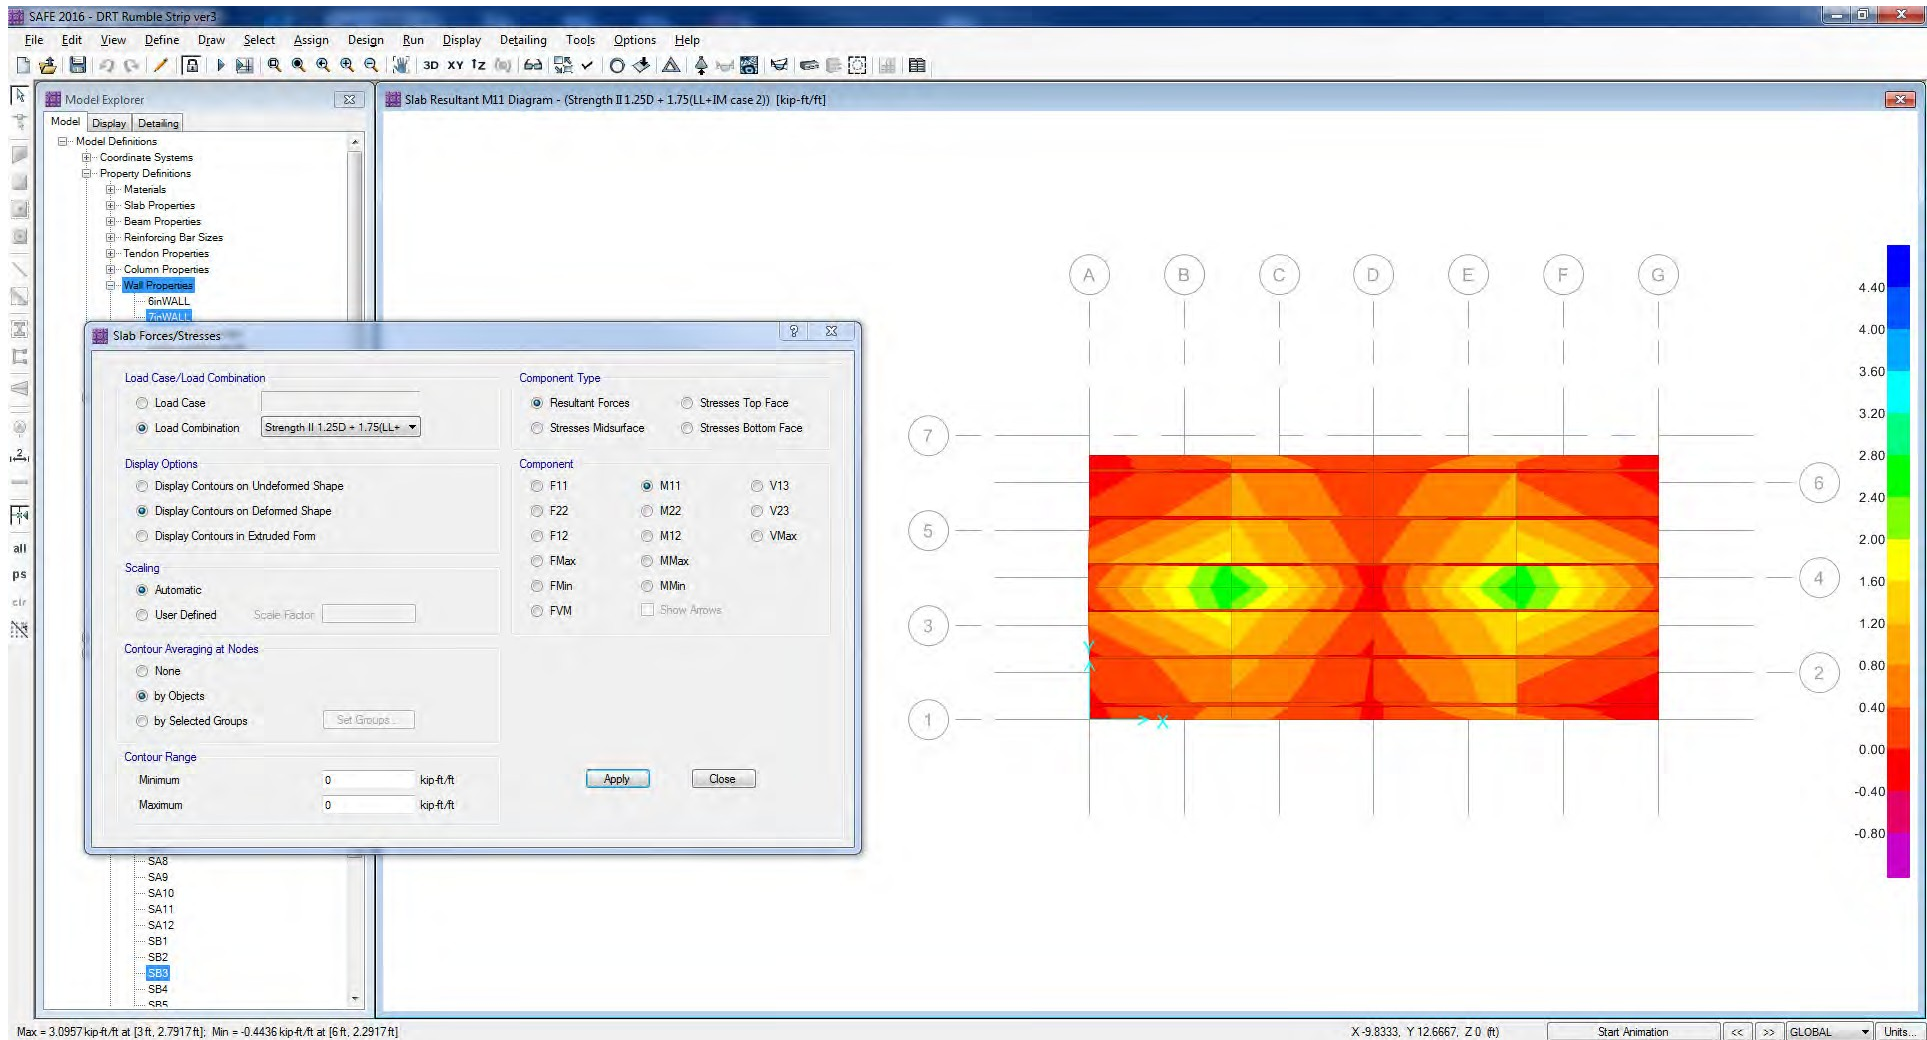 SAFE 2016 - DRT Rumble Strip ver3
File Edit View Define Draw Select Assign Design Run Display Detailing Tools Options Help
3D XY
Model Explorer
Model Display Detailing
Model Definitions
Coordinate Systems
Property Definitions
Materials
Slab Properties
Beam Properties
Reinforcing Bar Sizes
Tendon Properties
Column Properties
Wall Properties
6inWALL
7inWALL
all
ps
clr
Slab Forces/Stresses
Load Case/Load Combination
Load Case
Load Combination Strength II 1.25D + 1.75(LL+
Display Options
Display Contours on Undeformed Shape
Display Contours on Deformed Shape
Display Contours in Extruded Form
Scaling
Automatic
User Defined Scale Factor
Contour Averaging at Nodes
None
by Objects
by Selected Groups Set Groups...
Contour Range
Minimum 0 kip-ft/ft
Maximum 0 kip-ft/ft
Component Type
Resultant Forces Stresses Top Face
Stresses Midsurface Stresses Bottom Face
Component
F11 M11 V13
F22 M22 V23
F12 M12 VMax
FMax MMax
FMin MMin
FVM Show Arrows
Apply Close
SA8
SA9
SA10
SA11
SA12
SB1
SB2
SB3
SB4
SB5
Slab Resultant M11 Diagram - (Strength II 1.25D + 1.75(LL+IM case 2)) [kip-ft/ft]
A B C D E F G
7
6
5
4
3
2
1
Y
X
4.40
4.00
3.60
3.20
2.80
2.40
2.00
1.60
1.20
0.80
0.40
0.00
-0.40
-0.80
Max = 3.0957 kip-ft/ft at [3 ft, 2.7917 ft]; Min = -0.4436 kip-ft/ft at [6 ft, 2.2917 ft]
X -9.8333, Y 12.6667, Z 0 (ft) Start Animation << >> GLOBAL Units...